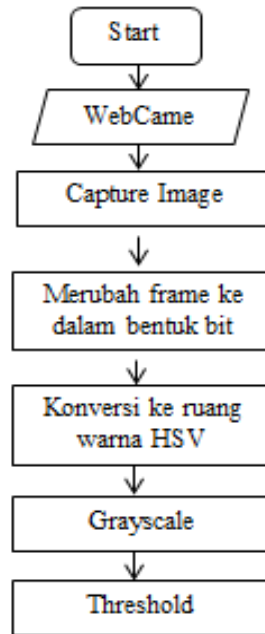 Start
WebCame
Capture Image
Merubah frame ke
dalam bentuk bit
Konversi ke ruang
warna HSV
Grayscale
Threshold